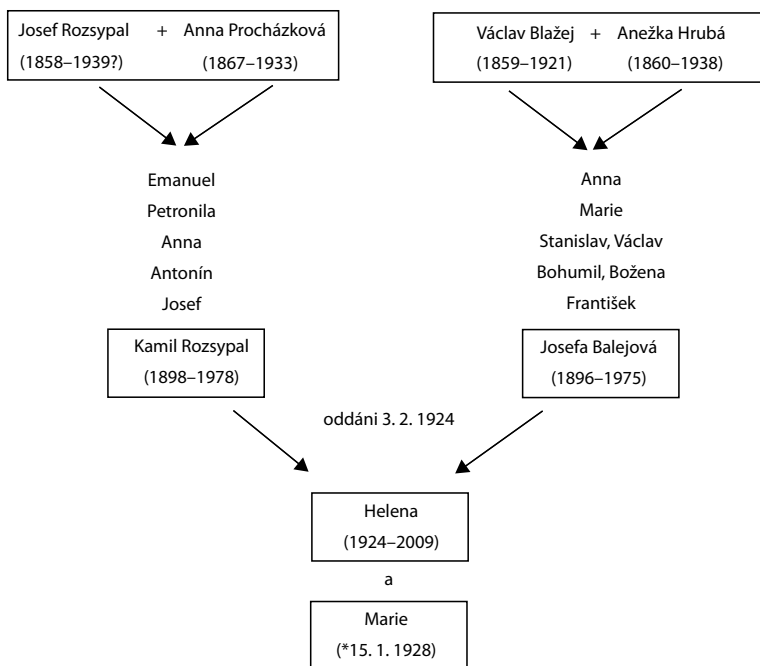 Josef Rozsypal + Anna Procházková
(1858–1939?) (1867–1933)
Václav Blažej + Anežka Hrubá
(1859–1921) (1860–1938)
Emanuel
Petronila
Anna
Antonín
Josef
Kamil Rozsypal
(1898–1978)
Anna
Marie
Stanislav, Václav
Bohumil, Božena
František
Josefa Balejová
(1896–1975)
oddáni 3. 2. 1924
Helena
(1924–2009)
a
Marie
(*15. 1. 1928)